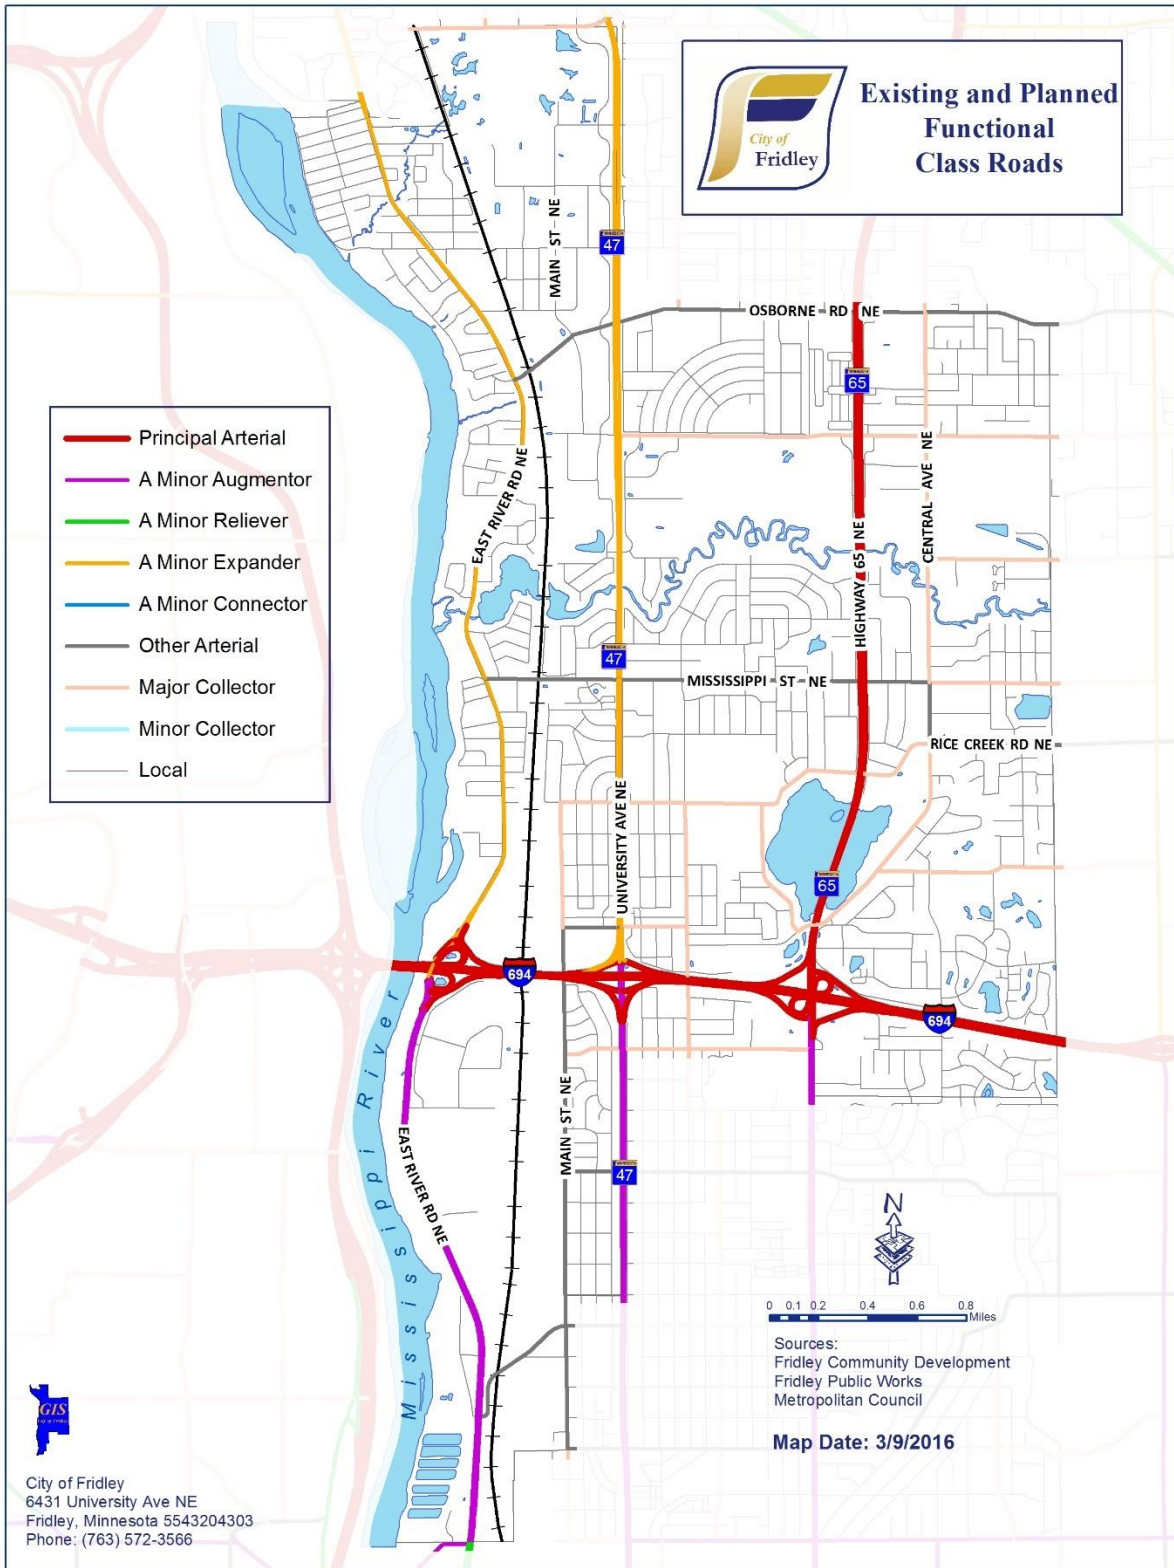 City of
Fridley
Existing and Planned
Functional
Class Roads
MAIN ST NE
47
OSBORNE RD NE
65
Principal Arterial
A Minor Augmentor
A Minor Reliever
A Minor Expander
A Minor Connector
Other Arterial
Major Collector
Minor Collector
Local
EAST RIVER RD NE
CENTRAL AVE NE
HIGHWAY 65 NE
47
MISSISSIPPI ST NE
RICE CREEK RD NE
UNIVERSITY AVE NE
65
694
694
Mississippi River
MAIN ST NE
EAST RIVER RD NE
47
N
0 0.1 0.2 0.4 0.6 0.8
Miles
Sources:
Fridley Community Development
Fridley Public Works
Metropolitan Council
Map Date: 3/9/2016
GIS
City of Fridley
6431 University Ave NE
Fridley, Minnesota 5543204303
Phone: (763) 572-3566